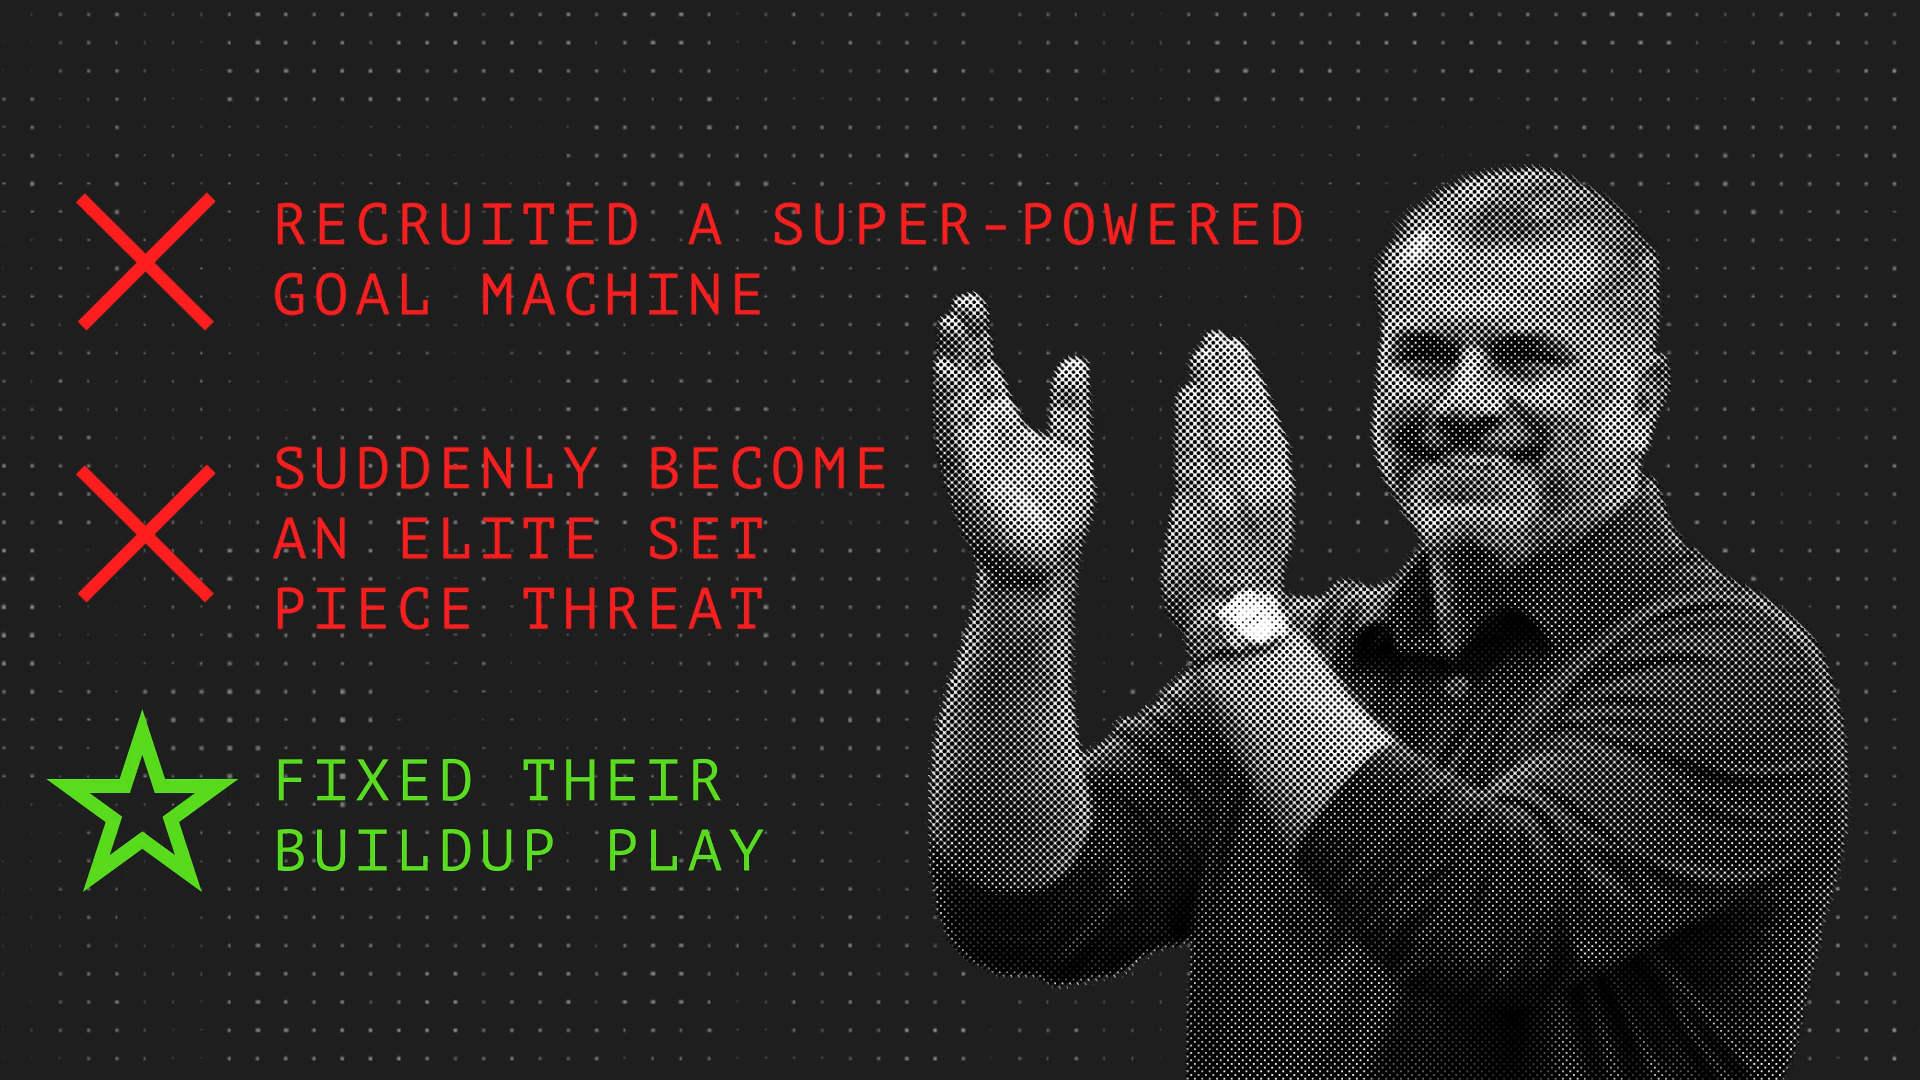 RECRUITED A SUPER-POWERED
GOAL MACHINE
SUDDENLY BECOME
AN ELITE SET
PIECE THREAT
FIXED THEIR
BUILDUP PLAY